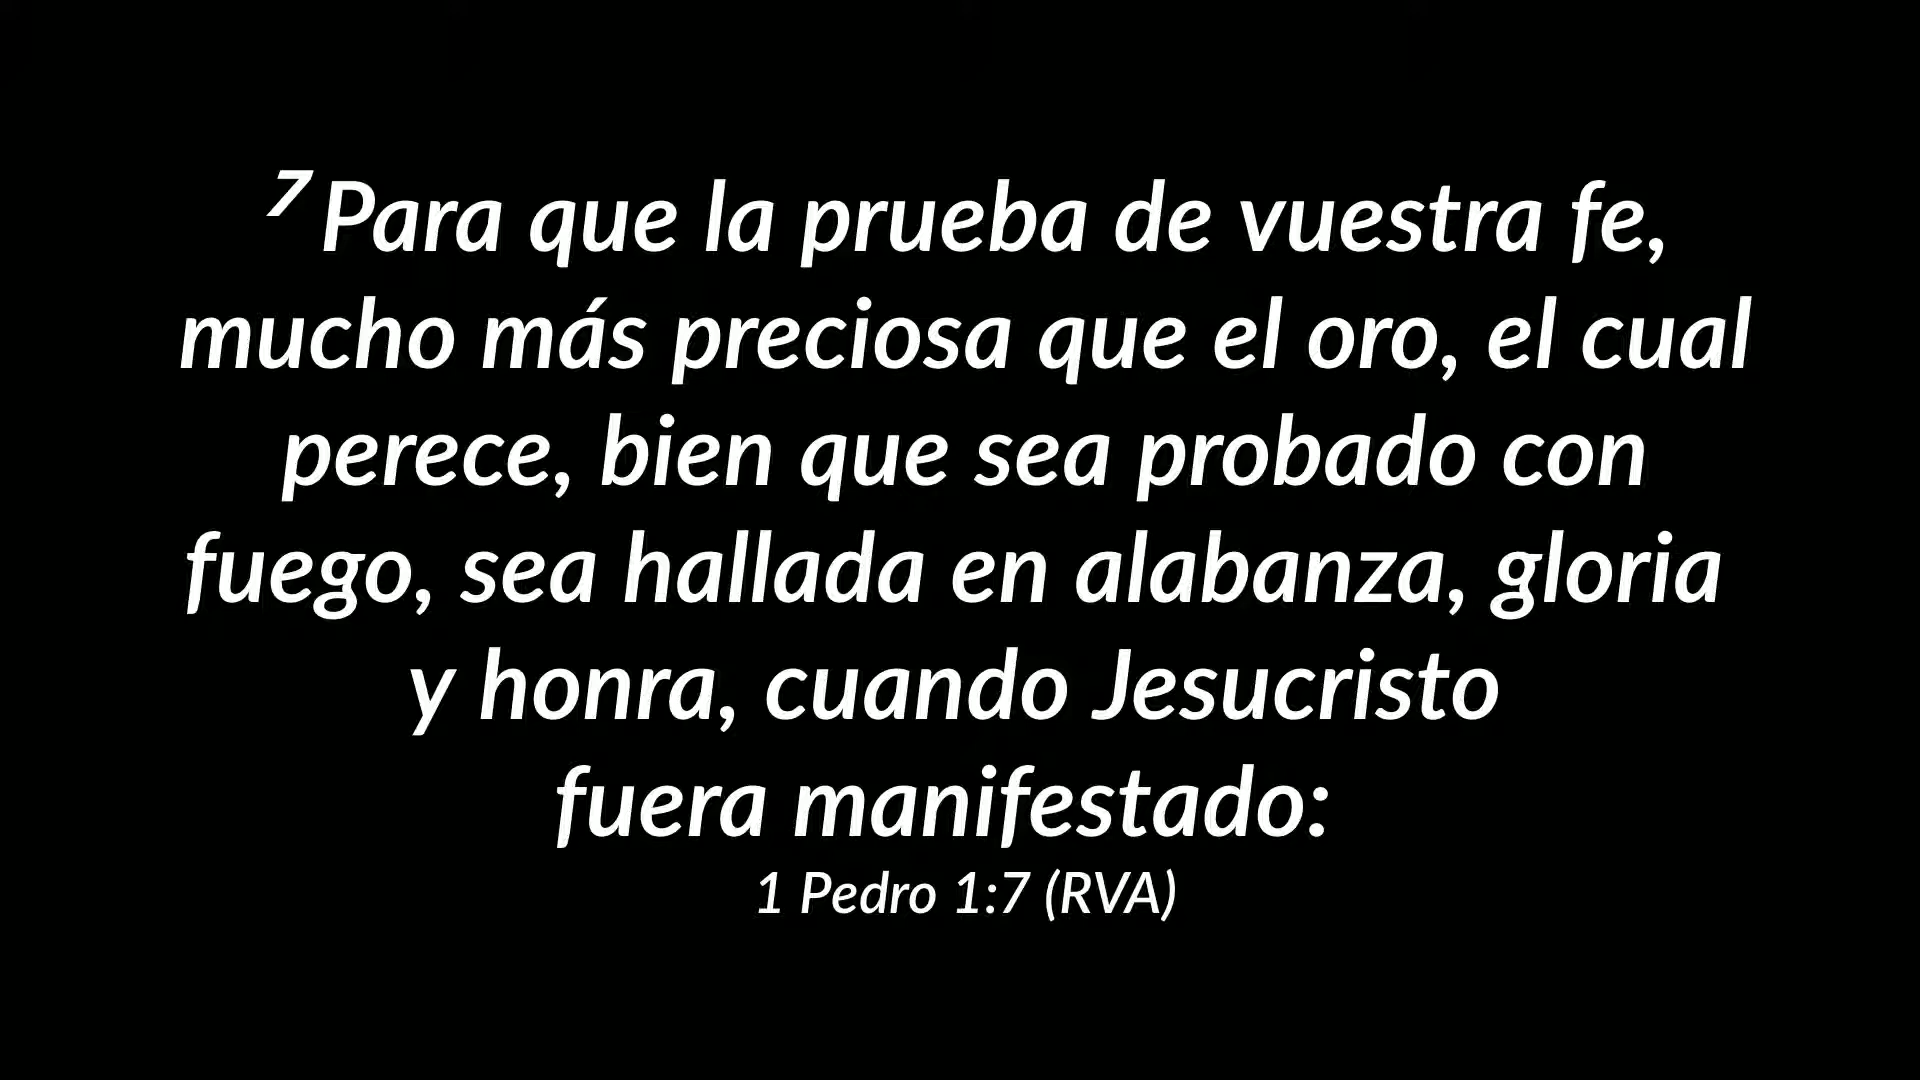 ⁷ Para que la prueba de vuestra fe,
mucho más preciosa que el oro, el cual
perece, bien que sea probado con
fuego, sea hallada en alabanza, gloria
y honra, cuando Jesucristo
fuera manifestado:
1 Pedro 1:7 (RVA)